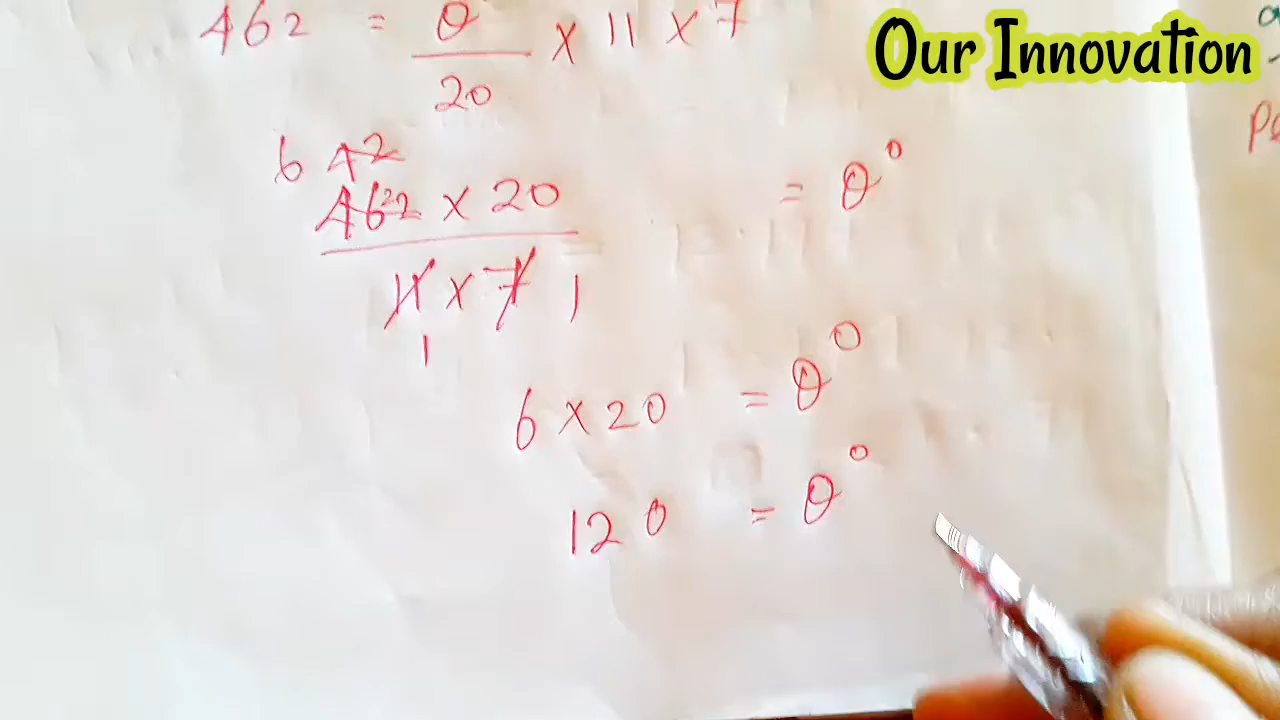 462 = θ/20 × 11 × 7
Our Innovation
6 42
462 × 20 / 11 × 7 = θ°
1 1
6 × 20 = θ°
120 = θ°